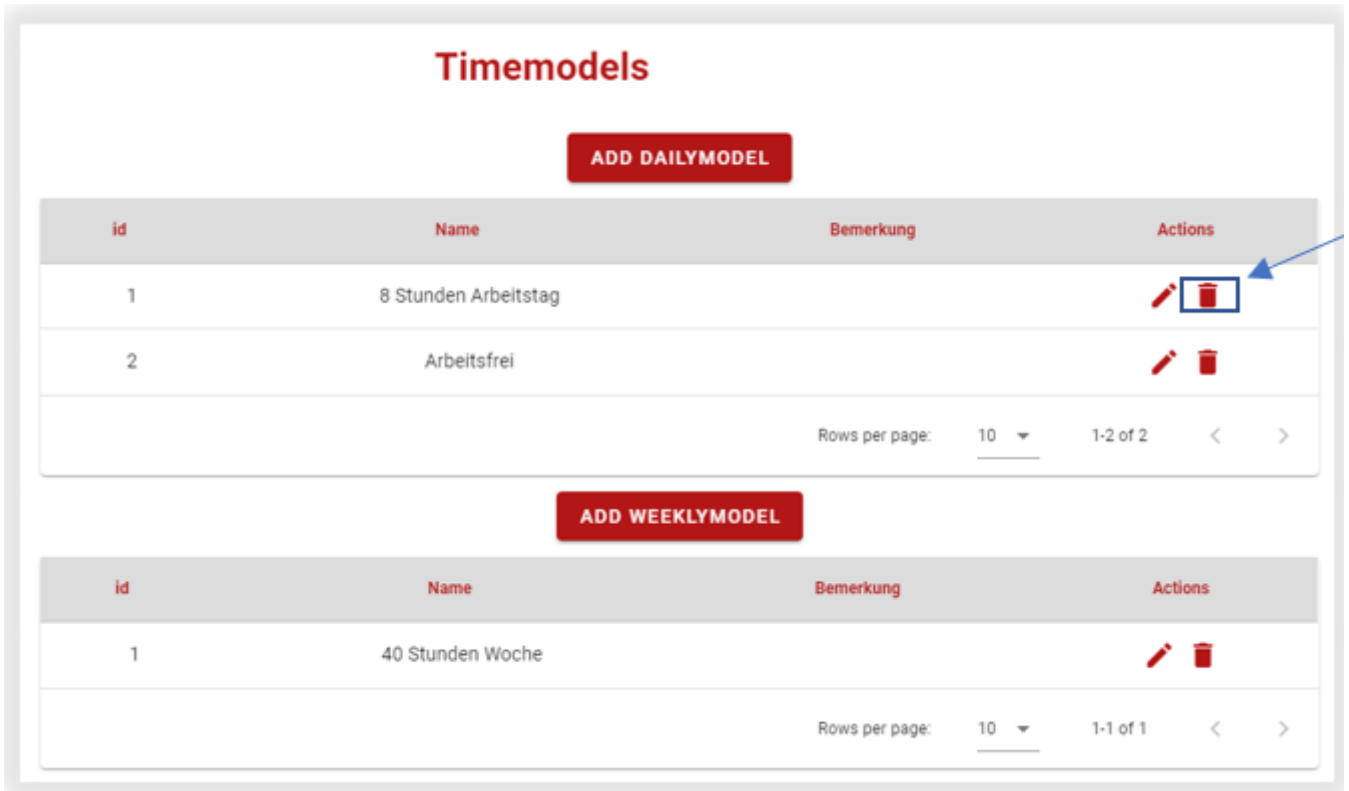 Timemodels
ADD DAILYMODEL
id Name Bemerkung Actions
1 8 Stunden Arbeitstag
2 Arbeitsfrei
Rows per page: 10 1-2 of 2
ADD WEEKLYMODEL
id Name Bemerkung Actions
1 40 Stunden Woche
Rows per page: 10 1-1 of 1